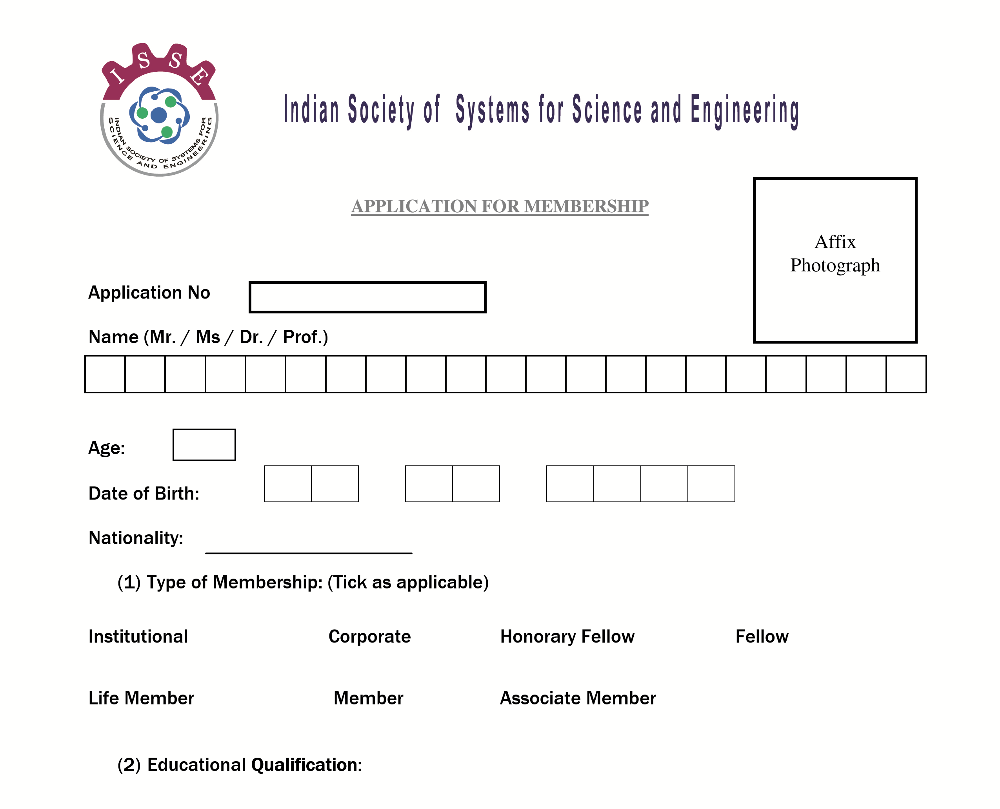 I S S E
INDIAN SOCIETY OF SYSTEMS FOR
SCIENCE AND ENGINEERING
Indian Society of Systems for Science and Engineering
APPLICATION FOR MEMBERSHIP
Affix
Photograph
Application No
Name (Mr. / Ms / Dr. / Prof.)
Age:
Date of Birth:
Nationality:
(1) Type of Membership: (Tick as applicable)
Institutional Corporate Honorary Fellow Fellow
Life Member Member Associate Member
(2) Educational Qualification: